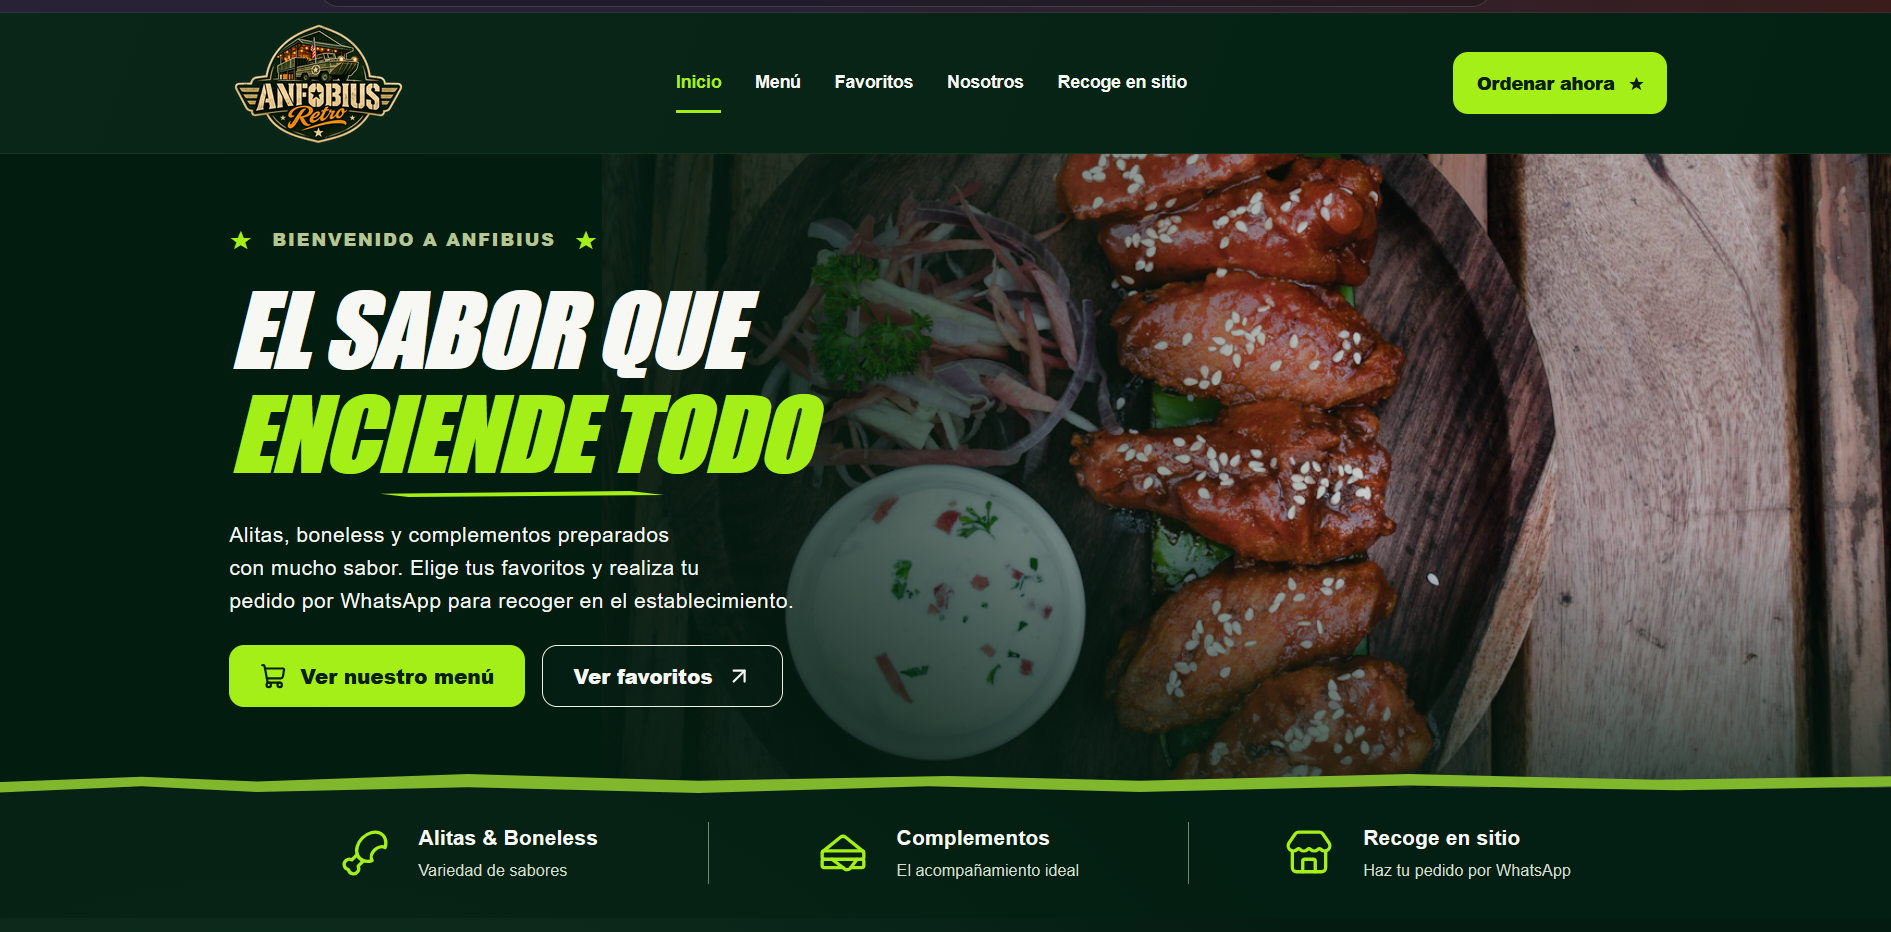 ANFOBIUS
Retro
Inicio
Menú
Favoritos
Nosotros
Recoge en sitio
Ordenar ahora
BIENVENIDO A ANFIBIUS
EL SABOR QUE
ENCIENDE TODO
Alitas, boneless y complementos preparados
con mucho sabor. Elige tus favoritos y realiza tu
pedido por WhatsApp para recoger en el establecimiento.
Ver nuestro menú
Ver favoritos
Alitas & Boneless
Variedad de sabores
Complementos
El acompañamiento ideal
Recoge en sitio
Haz tu pedido por WhatsApp